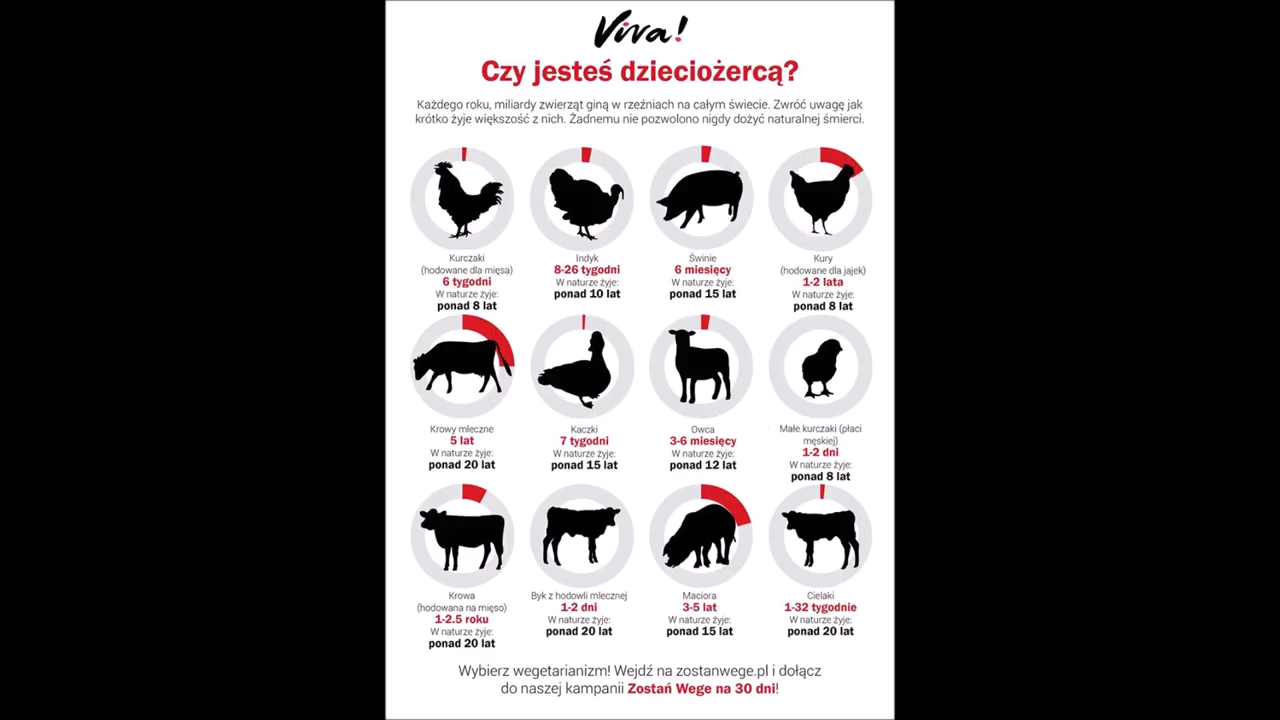 Viva!
Czy jesteś dzieciożercą?
Każdego roku, miliardy zwierząt giną w rzeźniach na całym świecie. Zwróć uwagę jak
krótko żyje większość z nich. Żadnemu nie pozwolono nigdy dożyć naturalnej śmierci.
Kurczaki
(hodowane dla mięsa)
6 tygodni
W naturze żyje:
ponad 8 lat
Indyk
8-26 tygodni
W naturze żyje:
ponad 10 lat
Świnie
6 miesięcy
W naturze żyje:
ponad 15 lat
Kury
(hodowane dla jajek)
1-2 lata
W naturze żyje:
ponad 8 lat
Krowy mleczne
5 lat
W naturze żyje:
ponad 20 lat
Kaczki
7 tygodni
W naturze żyje:
ponad 15 lat
Owca
3-6 miesięcy
W naturze żyje:
ponad 12 lat
Małe kurczaki (płaci
męskiej)
1-2 dni
W naturze żyje:
ponad 8 lat
Krowa
(hodowana na mięso)
1-2.5 roku
W naturze żyje:
ponad 20 lat
Byk z hodowli mlecznej
1-2 dni
W naturze żyje:
ponad 20 lat
Maciora
3-5 lat
W naturze żyje:
ponad 15 lat
Cielaki
1-32 tygodnie
W naturze żyje:
ponad 20 lat
Wybierz wegetarianizm! Wejdź na zostanwege.pl i dołącz
do naszej kampanii Zostań Wege na 30 dni!